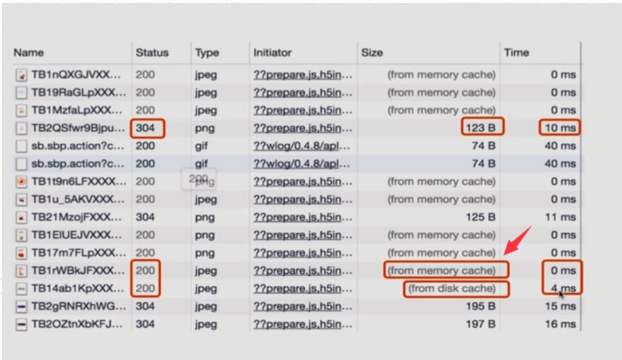 Name Status Type Initiator Size Time
TB1nQXGJVXX... 200 jpeg ??prepare.js,h5in... (from memory cache) 0 ms
TB19RaGLpXXX... 200 jpeg ??prepare.js,h5in... (from memory cache) 0 ms
TB1MzfaLpXXX... 200 jpeg ??prepare.js,h5in... (from memory cache) 0 ms
TB2QSfwr9Bjpu... 304 png ??prepare.js,h5in... 123 B 10 ms
sb.sbp.action?c... 200 gif ??wlog/0.4.8/apl... 74 B 40 ms
sb.sbp.action?c... 200 gif ??wlog/0.4.8/apl... 74 B 40 ms
TB1t9n6LFXXXX... 200 png ??prepare.js,h5in... (from memory cache) 0 ms
200
TB1u_5AKVXXX... 200 jpeg ??prepare.js,h5in... (from memory cache) 0 ms
TB21MzojFXXX... 304 png ??prepare.js,h5in... 125 B 11 ms
TB1EIUEJVXXX... 200 png ??prepare.js,h5in... (from memory cache) 0 ms
TB17m7FLpXXX... 200 png ??prepare.js,h5in... (from memory cache) 0 ms
TB1rWBkJFXXX... 200 jpeg ??prepare.js,h5in... (from memory cache) 0 ms
TB14ab1KpXXX... 200 jpeg ??prepare.js,h5in... (from disk cache) 4 ms
TB2gRNRXhWG... 304 jpeg ??prepare.js,h5in... 195 B 15 ms
TB2OZtnXbKFJ... 304 jpeg ??prepare.js,h5in... 197 B 16 ms